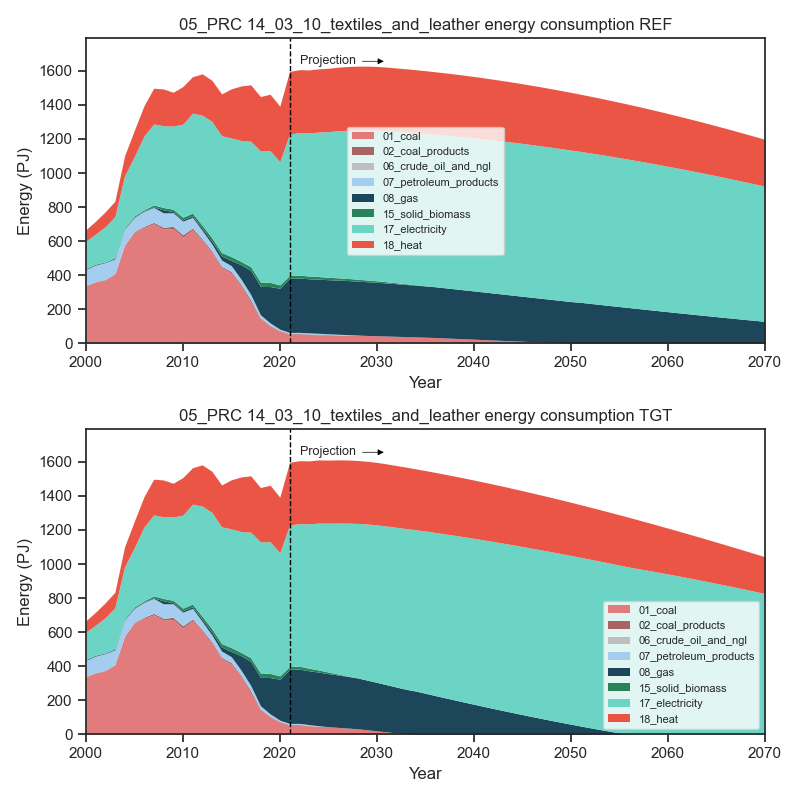 05_PRC 14_03_10_textiles_and_leather energy consumption REF
Projection
1600
1400
1200
1000
800
600
400
200
0
Energy (PJ)
01_coal
02_coal_products
06_crude_oil_and_ngl
07_petroleum_products
08_gas
15_solid_biomass
17_electricity
18_heat
2000 2010 2020 2030 2040 2050 2060 2070
Year
05_PRC 14_03_10_textiles_and_leather energy consumption TGT
Projection
1600
1400
1200
1000
800
600
400
200
0
Energy (PJ)
01_coal
02_coal_products
06_crude_oil_and_ngl
07_petroleum_products
08_gas
15_solid_biomass
17_electricity
18_heat
2000 2010 2020 2030 2040 2050 2060 2070
Year